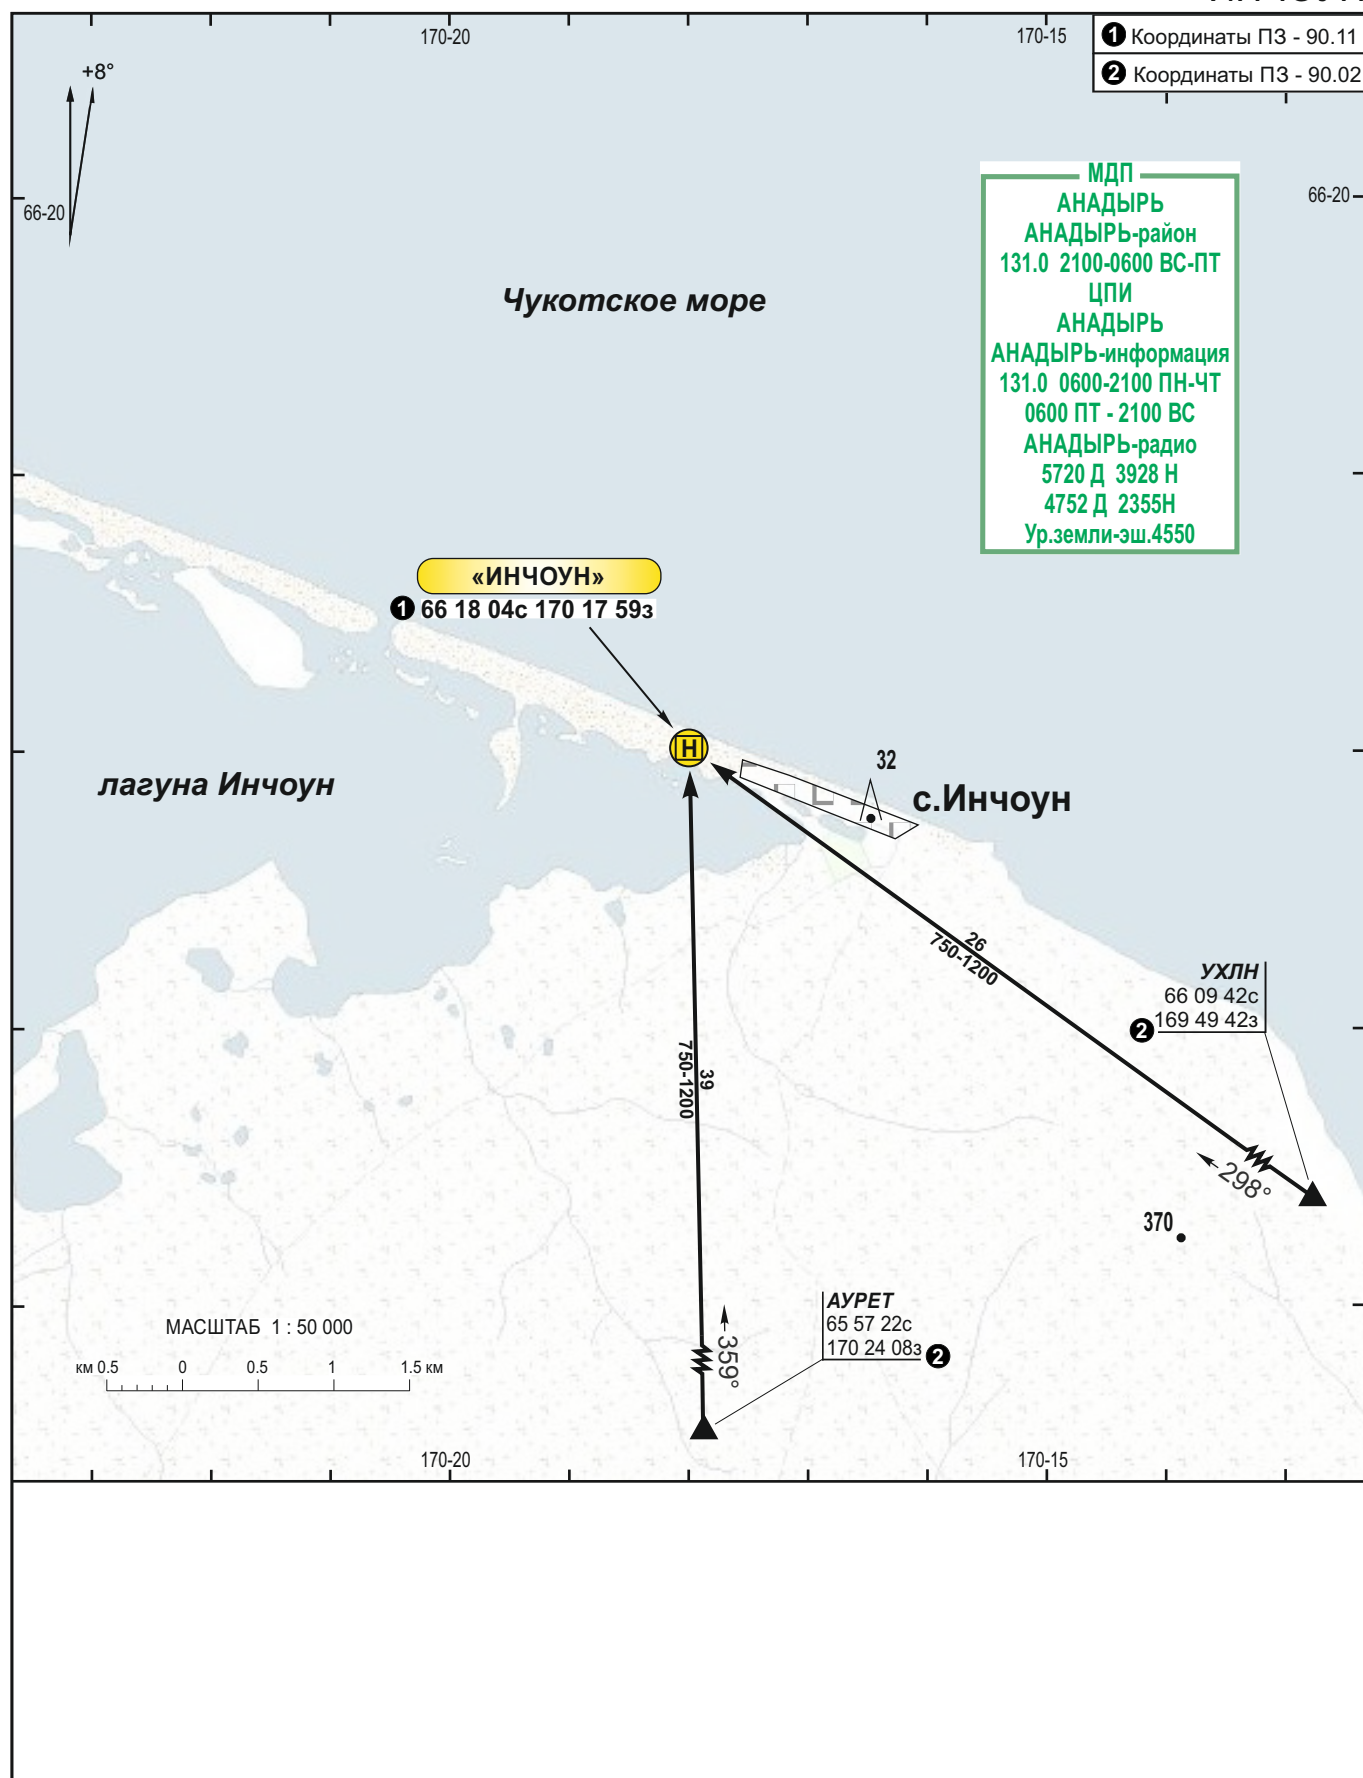 170-20
170-15
❶ Координаты ПЗ - 90.11
❷ Координаты ПЗ - 90.02
+8°
66-20
66-20
МДП
АНАДЫРЬ
АНАДЫРЬ-район
131.0 2100-0600 ВС-ПТ
ЦПИ
АНАДЫРЬ
АНАДЫРЬ-информация
131.0 0600-2100 ПН-ЧТ
0600 ПТ - 2100 ВС
АНАДЫРЬ-радио
5720 Д 3928 Н
4752 Д 2355Н
Ур.земли-эш.4550
Чукотское море
«ИНЧОУН»
❶ 66 18 04с 170 17 59з
H
32
лагуна Инчоун
с.Инчоун
26
750-1200
УХЛН
66 09 42с
❷ 169 49 42з
39
750-1200
298°
370
АУРЕТ
65 57 22с
170 24 08з ❷
359°
МАСШТАБ 1 : 50 000
км 0.5 0 0.5 1 1.5 км
170-20
170-15